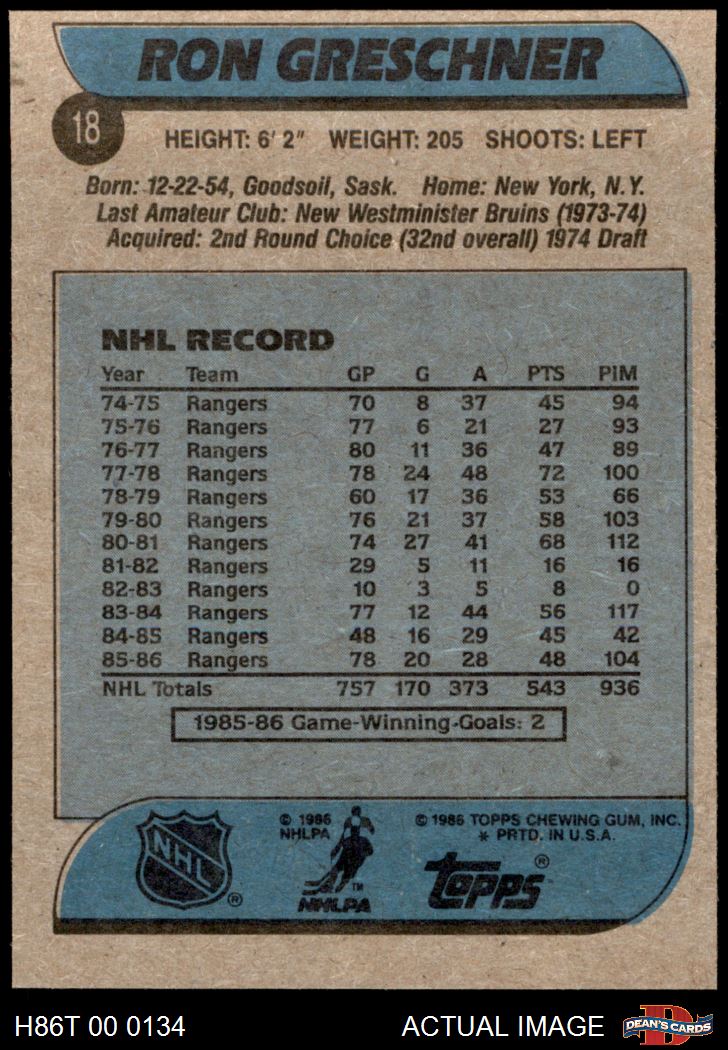 RON GRESCHNER
18
HEIGHT: 6' 2" WEIGHT: 205 SHOOTS: LEFT
Born: 12-22-54, Goodsoil, Sask. Home: New York, N.Y.
Last Amateur Club: New Westminister Bruins (1973-74)
Acquired: 2nd Round Choice (32nd overall) 1974 Draft
NHL RECORD
Year Team GP G A PTS PIM
74-75 Rangers 70 8 37 45 94
75-76 Rangers 77 6 21 27 93
76-77 Rangers 80 11 36 47 89
77-78 Rangers 78 24 48 72 100
78-79 Rangers 60 17 36 53 66
79-80 Rangers 76 21 37 58 103
80-81 Rangers 74 27 41 68 112
81-82 Rangers 29 5 11 16 16
82-83 Rangers 10 3 5 8 0
83-84 Rangers 77 12 44 56 117
84-85 Rangers 48 16 29 45 42
85-86 Rangers 78 20 28 48 104
NHL Totals 757 170 373 543 936
1985-86 Game-Winning-Goals: 2
NHL ®
© 1986
NHLPA
TM
NHLPA
© 1986 TOPPS CHEWING GUM, INC.
* PRTD. IN U.S.A.
topps ®
H86T 00 0134 ACTUAL IMAGE
D
DEAN'S CARDS